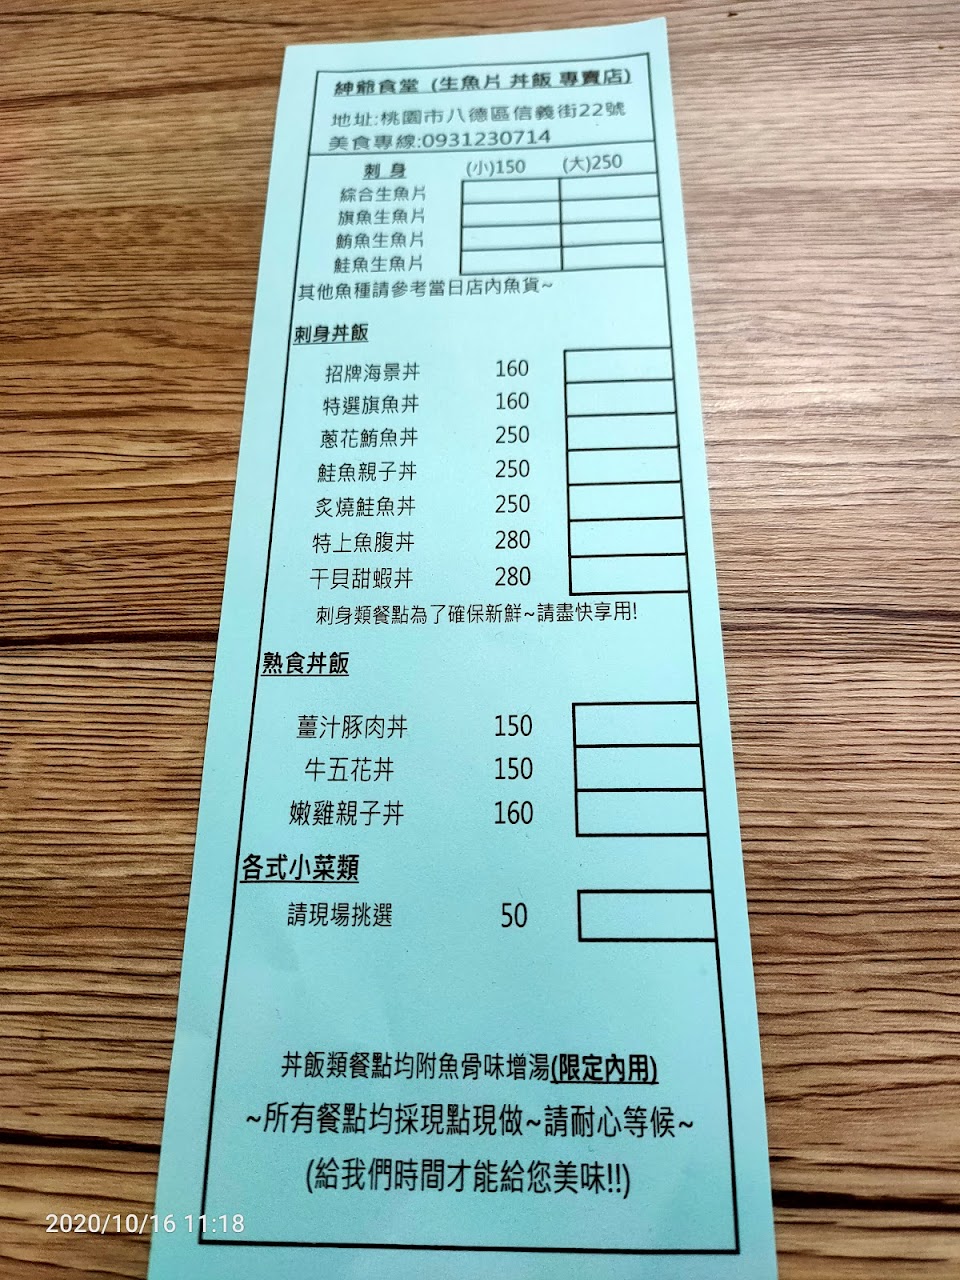 紳爺食堂 (生魚片 丼飯 專賣店)
地址:桃園市八德區信義街22號
美食專線:0931230714
刺 身 (小)150 (大)250
綜合生魚片
旗魚生魚片
鮪魚生魚片
鮭魚生魚片
其他魚種請參考當日店內魚貨~
刺身丼飯
招牌海景丼 160
特選旗魚丼 160
蔥花鮪魚丼 250
鮭魚親子丼 250
炙燒鮭魚丼 250
特上魚腹丼 280
干貝甜蝦丼 280
刺身類餐點為了確保新鮮~請盡快享用!
熟食丼飯
薑汁豚肉丼 150
牛五花丼 150
嫩雞親子丼 160
各式小菜類
請現場挑選 50
丼飯類餐點均附魚骨味增湯(限定內用)
~所有餐點均採現點現做~請耐心等候~
(給我們時間才能給您美味!!)
2020/10/16 11:18